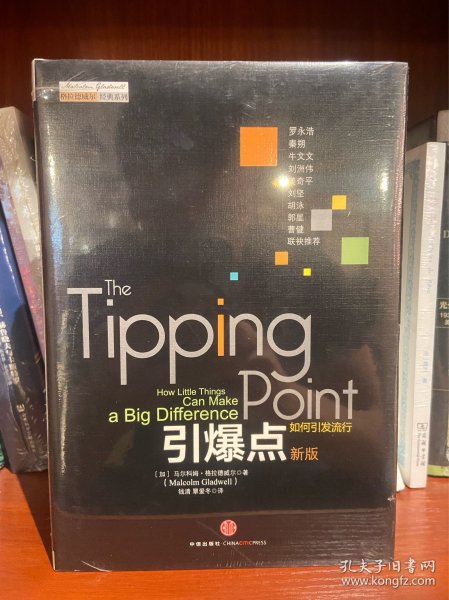 Malcolm Gladwell
格拉德威尔 经典系列
罗永浩
秦朔
牛文文
刘洲伟
姜奇平
刘坚
胡泳
郭星
曹健
联袂推荐
The
Tipping
Point
How Little Things
Can Make
a Big Difference
如何引发流行
引爆点 新版
[加] 马尔科姆·格拉德威尔◎著
(Malcolm Gladwell)
钱清 覃爱冬◎译
中信出版社·CHINACITICPRESS
孔夫子旧书网
www.kongfz.com